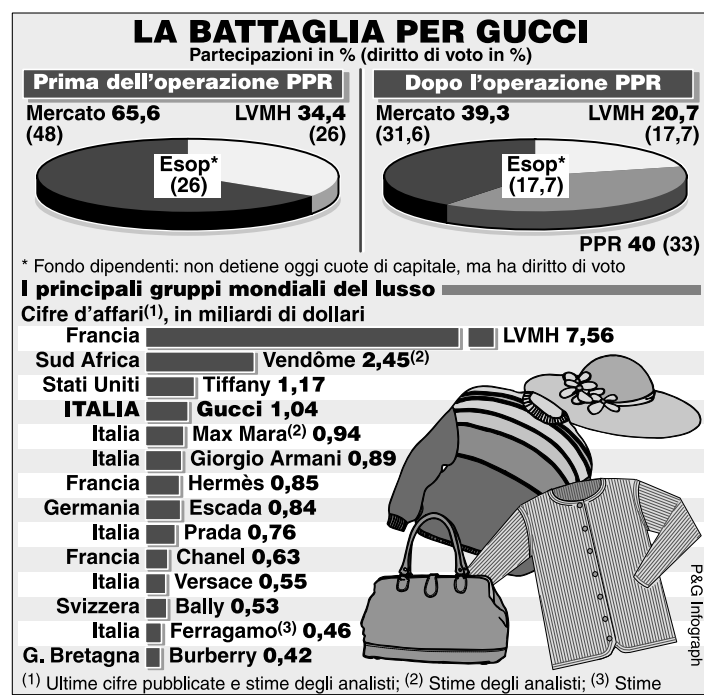 LA BATTAGLIA PER GUCCI
Partecipazioni in % (diritto di voto in %)
Prima dell'operazione PPR
Mercato 65,6
(48)
LVMH 34,4
(26)
Esop*
(26)
Dopo l'operazione PPR
Mercato 39,3
(31,6)
LVMH 20,7
(17,7)
Esop*
(17,7)
PPR 40 (33)
* Fondo dipendenti: non detiene oggi cuote di capitale, ma ha diritto di voto
I principali gruppi mondiali del lusso
Cifre d'affari(1), in miliardi di dollari
Francia LVMH 7,56
Sud Africa Vendôme 2,45(2)
Stati Uniti Tiffany 1,17
ITALIA Gucci 1,04
Italia Max Mara(2) 0,94
Italia Giorgio Armani 0,89
Francia Hermès 0,85
Germania Escada 0,84
Italia Prada 0,76
Francia Chanel 0,63
Italia Versace 0,55
Svizzera Bally 0,53
Italia Ferragamo(3) 0,46
G. Bretagna Burberry 0,42
P&G Infograph
(1) Ultime cifre pubblicate e stime degli analisti; (2) Stime degli analisti; (3) Stime